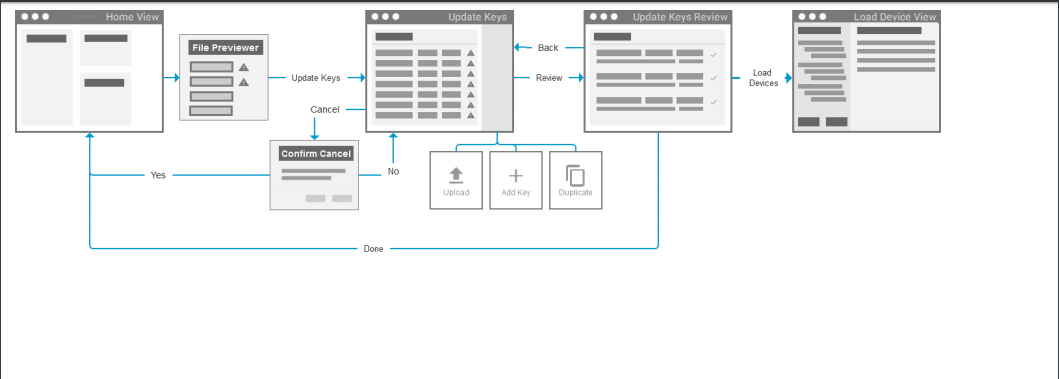 Home View
File Previewer
Update Keys
Update Keys
Back
Review
Cancel
Update Keys Review
Load
Devices
Load Device View
Confirm Cancel
Yes
No
Upload
Add Key
Duplicate
Done